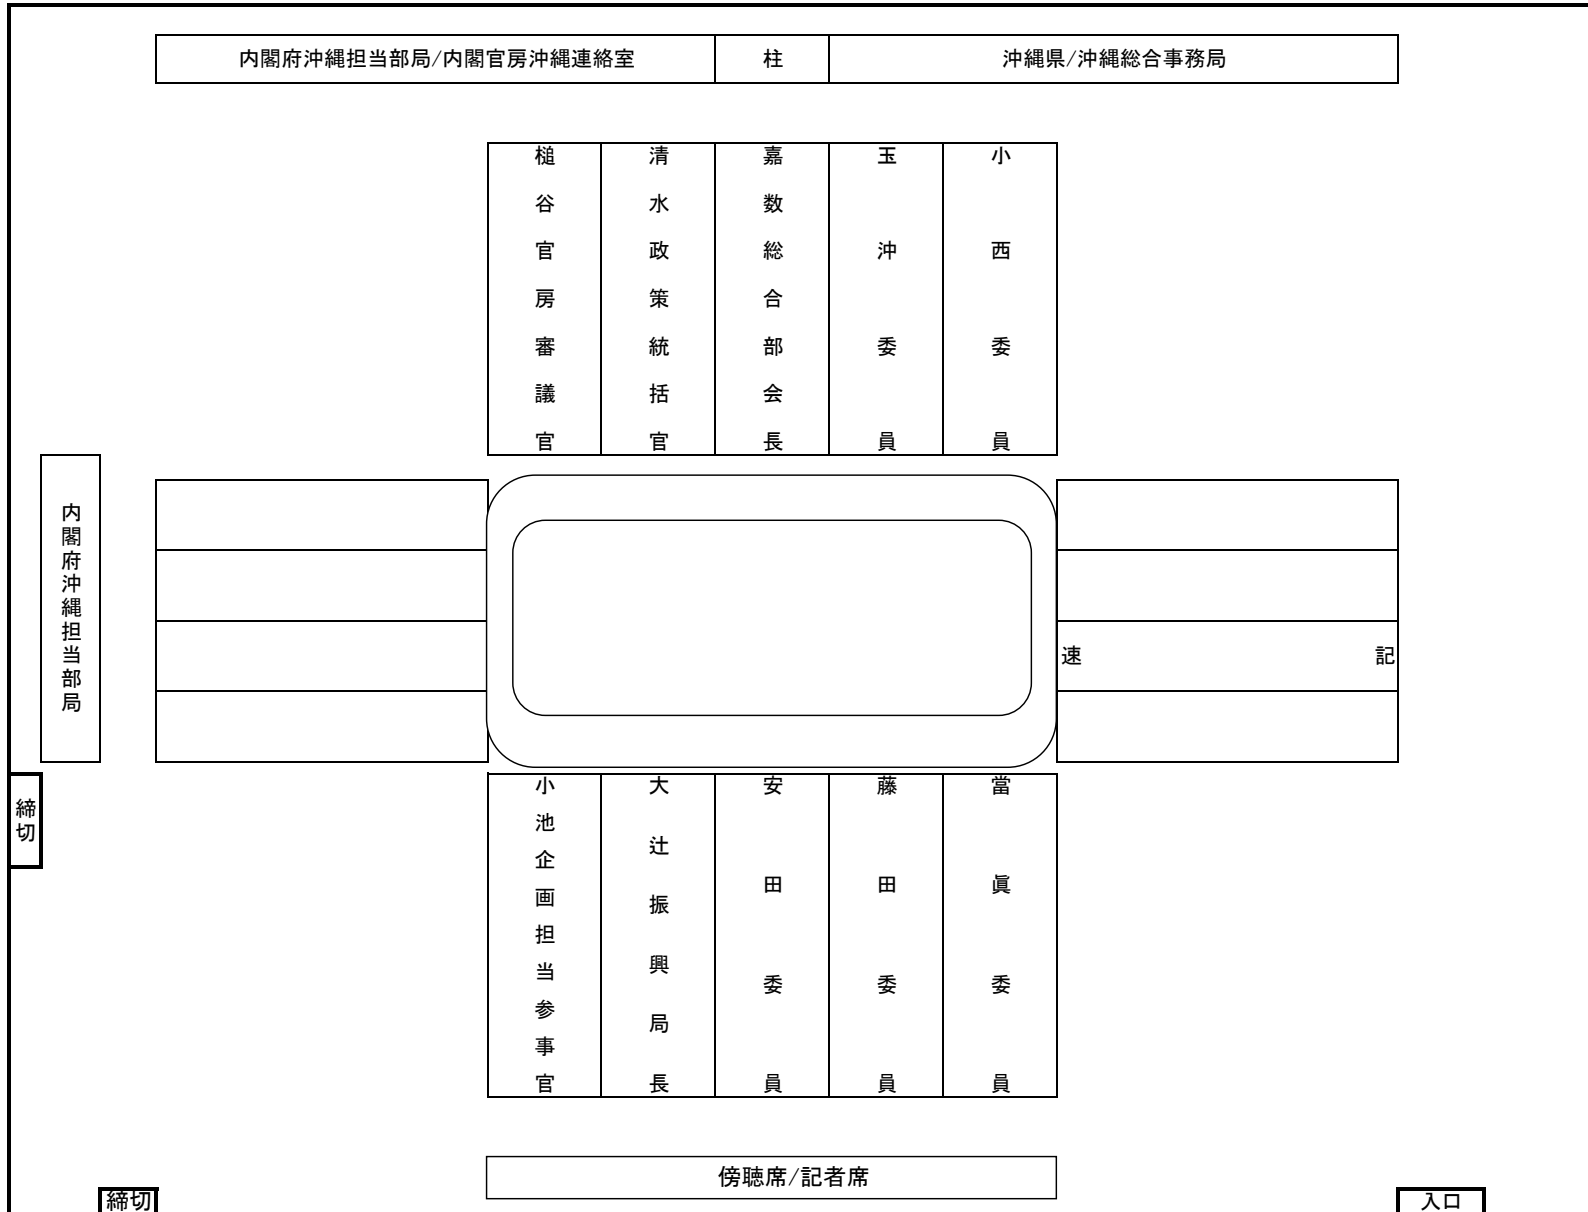 内閣府沖縄担当部局/内閣官房沖縄連絡室
柱
沖縄県/沖縄総合事務局
槌谷官房審議官
清水政策統括官
嘉数総合部会長
玉沖委員
小西委員
内閣府沖縄担当部局
速記
締切
小池企画担当参事官
大辻振興局長
安田委員
藤田委員
當眞委員
傍聴席/記者席
締切
入口